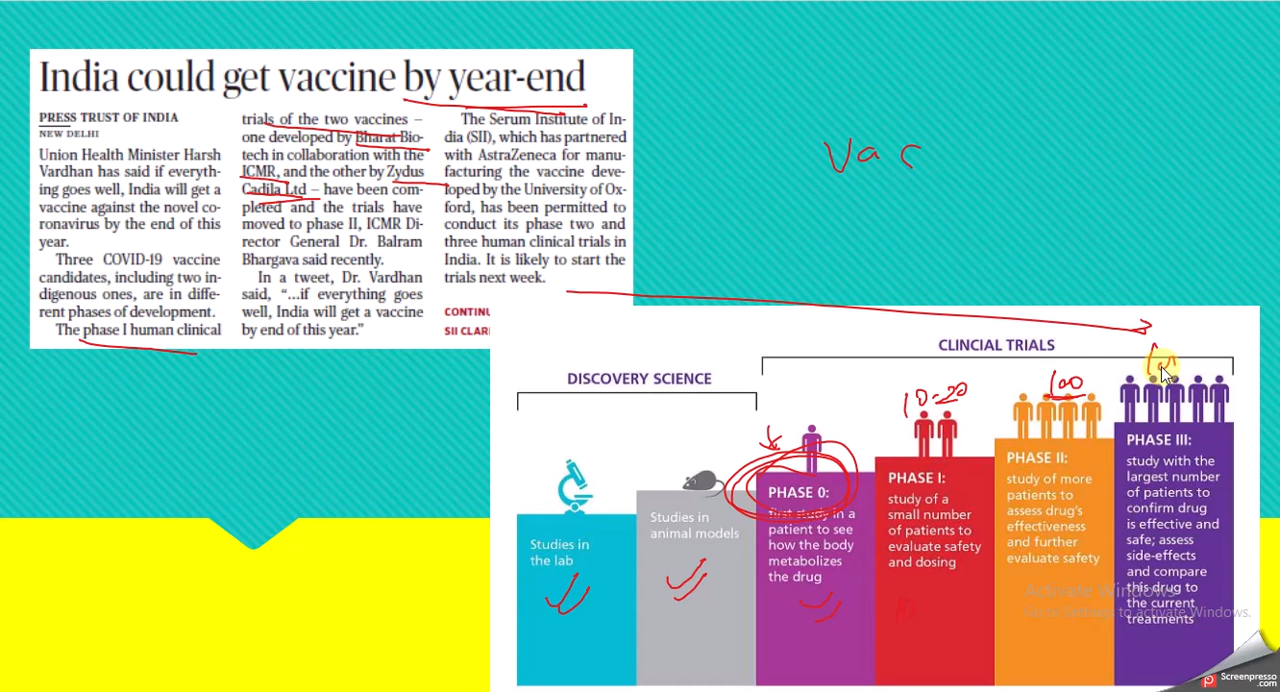 India could get vaccine by year-end
PRESS TRUST OF INDIA
NEW DELHI
Union Health Minister Harsh
Vardhan has said if everyth-
ing goes well, India will get a
vaccine against the novel co-
ronavirus by the end of this
year.
Three COVID-19 vaccine
candidates, including two in-
digenous ones, are in diffe-
rent phases of development.
The phase I human clinical
trials of the two vaccines –
one developed by Bharat Bio-
tech in collaboration with the
ICMR, and the other by Zydus
Cadila Ltd – have been com-
pleted and the trials have
moved to phase II, ICMR Di-
rector General Dr. Balram
Bhargava said recently.
In a tweet, Dr. Vardhan
said, “...if everything goes
well, India will get a vaccine
by end of this year.”
The Serum Institute of In-
dia (SII), which has partnered
with AstraZeneca for manu-
facturing the vaccine deve-
loped by the University of Ox-
ford, has been permitted to
conduct its phase two and
three human clinical trials in
India. It is likely to start the
trials next week.
CONTINU
SII CLARI
Vac
DISCOVERY SCIENCE
CLINCIAL TRIALS
10-20
100
Studies in
the lab
Studies in
animal models
PHASE 0:
first study in a
patient to see
how the body
metabolizes
the drug
PHASE I:
study of a
small number
of patients to
evaluate safety
and dosing
PHASE II:
study of more
patients to
assess drug's
effectiveness
and further
evaluate safety
PHASE III:
study with the
largest number
of patients to
confirm drug
is effective and
safe; assess
side-effects
and compare
this drug to
the current
treatments
Activate Windows
Go to Settings to activate Windows.
Screenpresso
.com